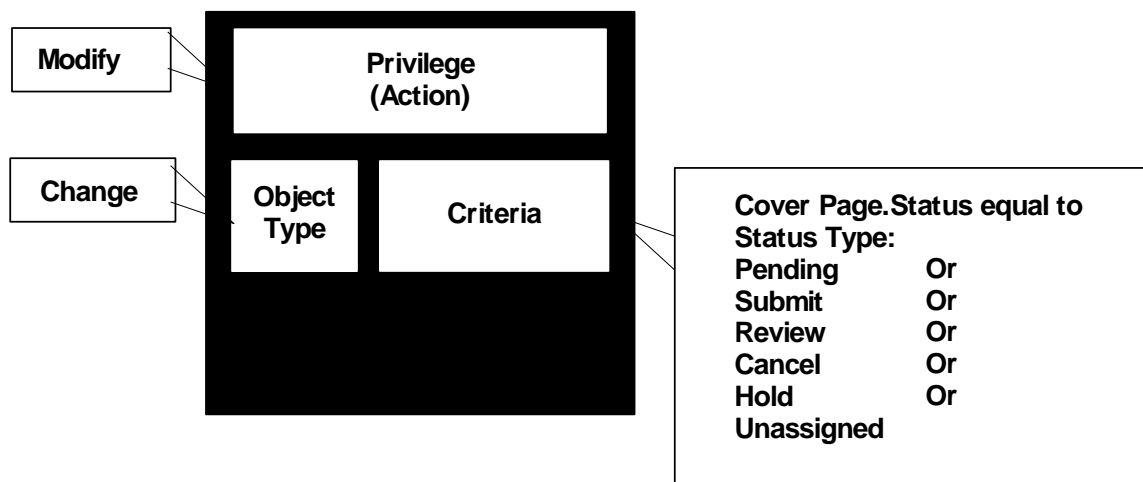 Modify
Privilege
(Action)
Change
Object
Type
Criteria
Cover Page.Status equal to
Status Type:
Pending Or
Submit Or
Review Or
Cancel Or
Hold Or
Unassigned